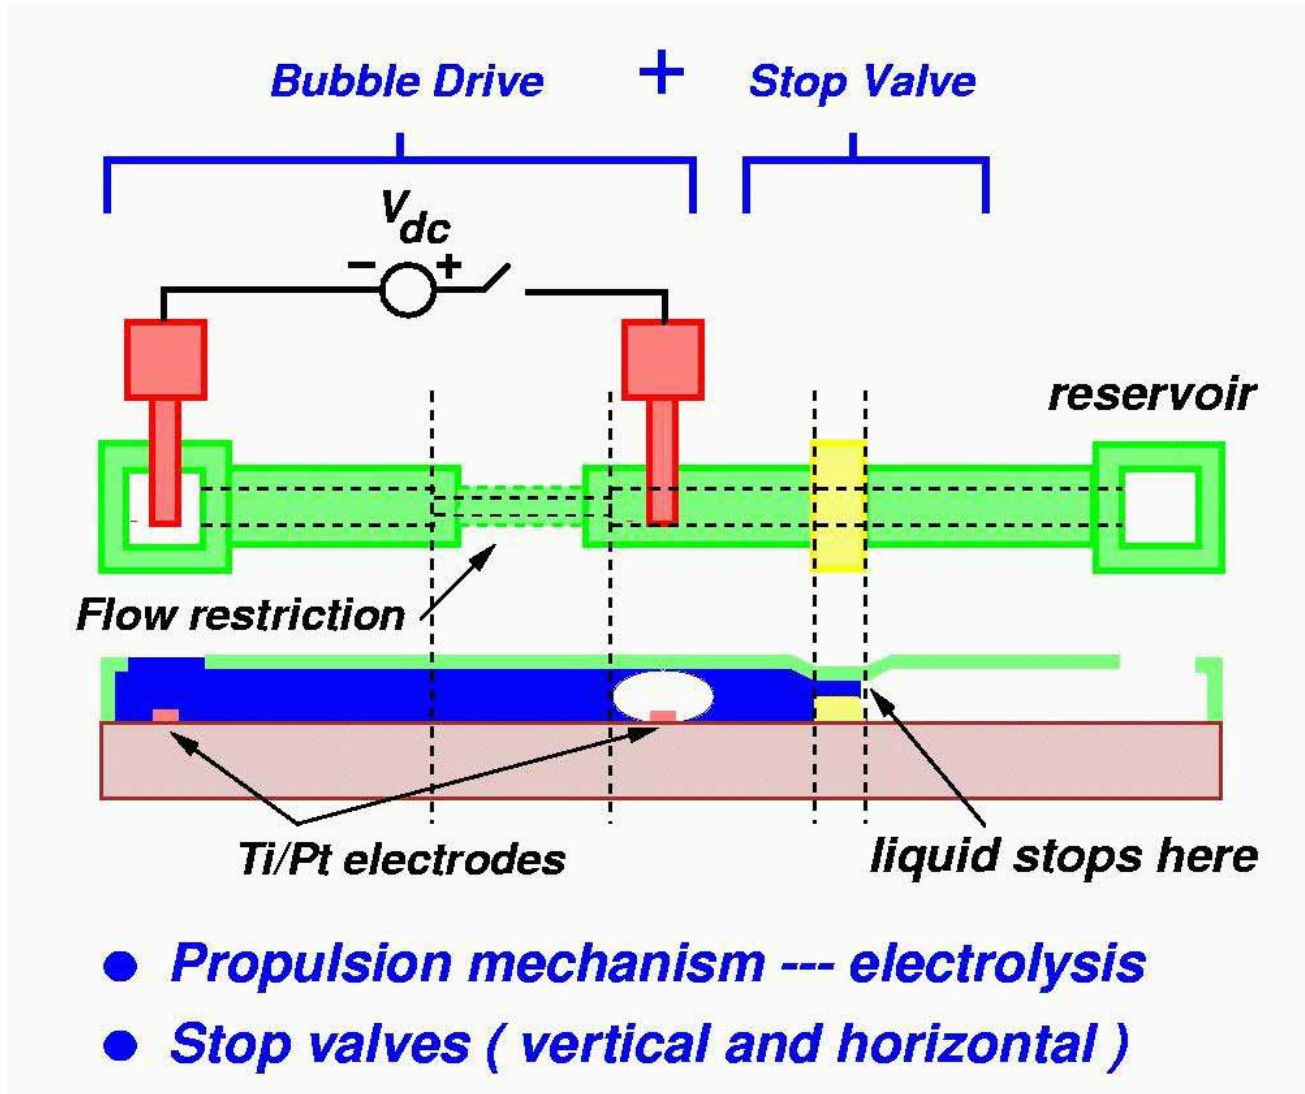 Bubble Drive + Stop Valve
Vdc
− +
reservoir
Flow restriction
Ti/Pt electrodes
liquid stops here
● Propulsion mechanism --- electrolysis
● Stop valves ( vertical and horizontal )